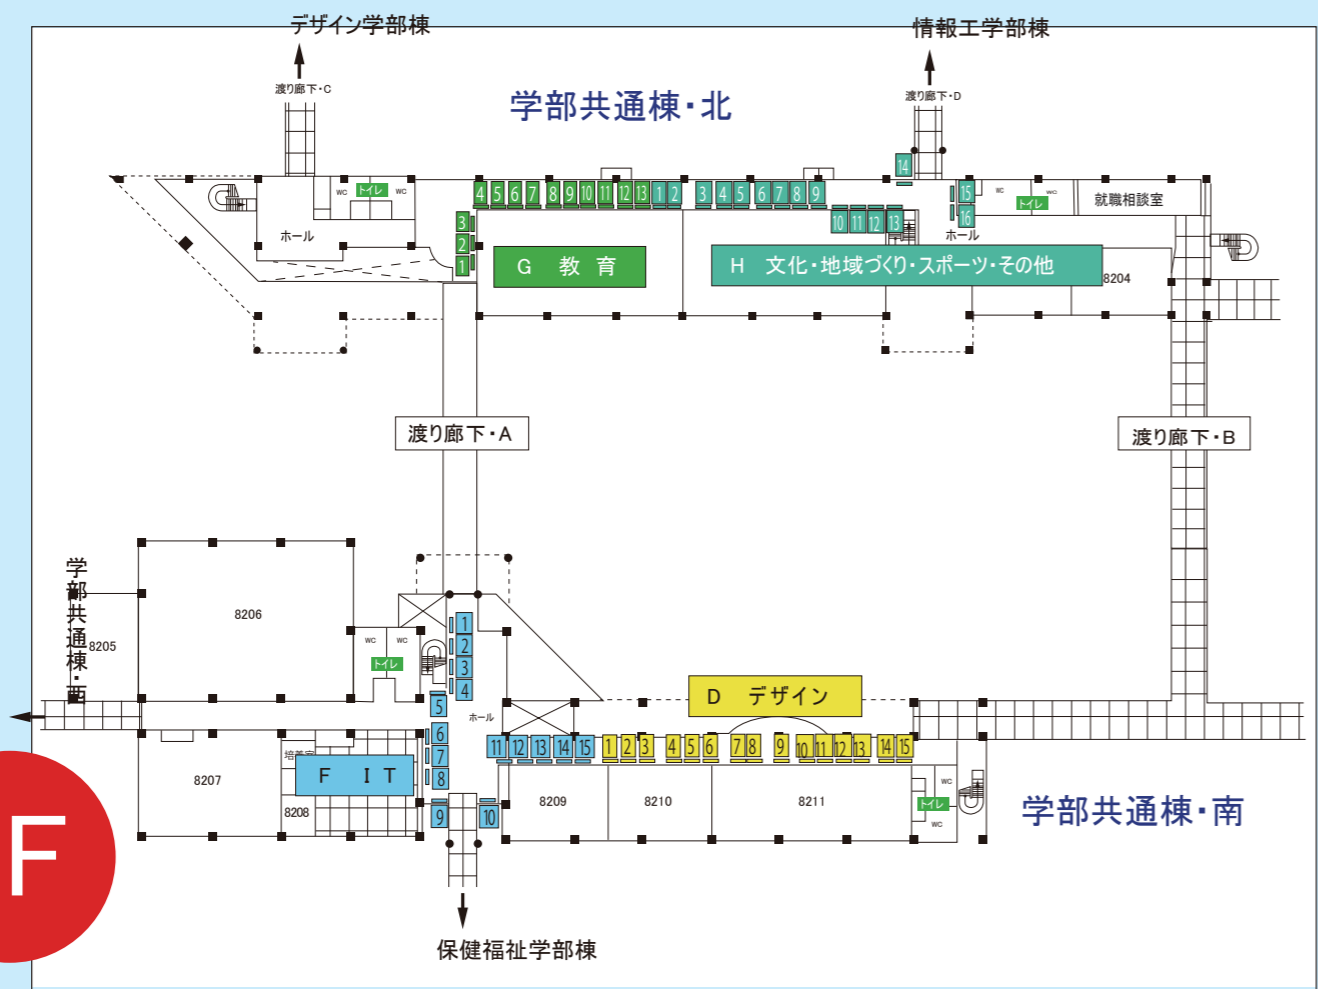 デザイン学部棟
情報工学部棟
渡り廊下・C
渡り廊下・D
学部共通棟・北
14
WC
トイレ
WC
4 5 6 7 8 9 10 11 12 13 1 2 3 4 5 6 7 8 9
15
WC
トイレ
就職相談室
3
2
1
ホール
10 11 12 13
16
ホール
G 教育
H 文化・地域づくり・スポーツ・その他
8204
渡り廊下・A
渡り廊下・B
学部共通棟・西
8205
8206
WC
WC
トイレ
1
2
3
4
5
ホール
D デザイン
6
7
8
11 12 13 14 15
1 2 3 4 5 6 7 8 9 10 11 12 13 14 15
8207
F IT
8208
9
10
8209
8210
8211
WC
トイレ
WC
学部共通棟・南
F
保健福祉学部棟